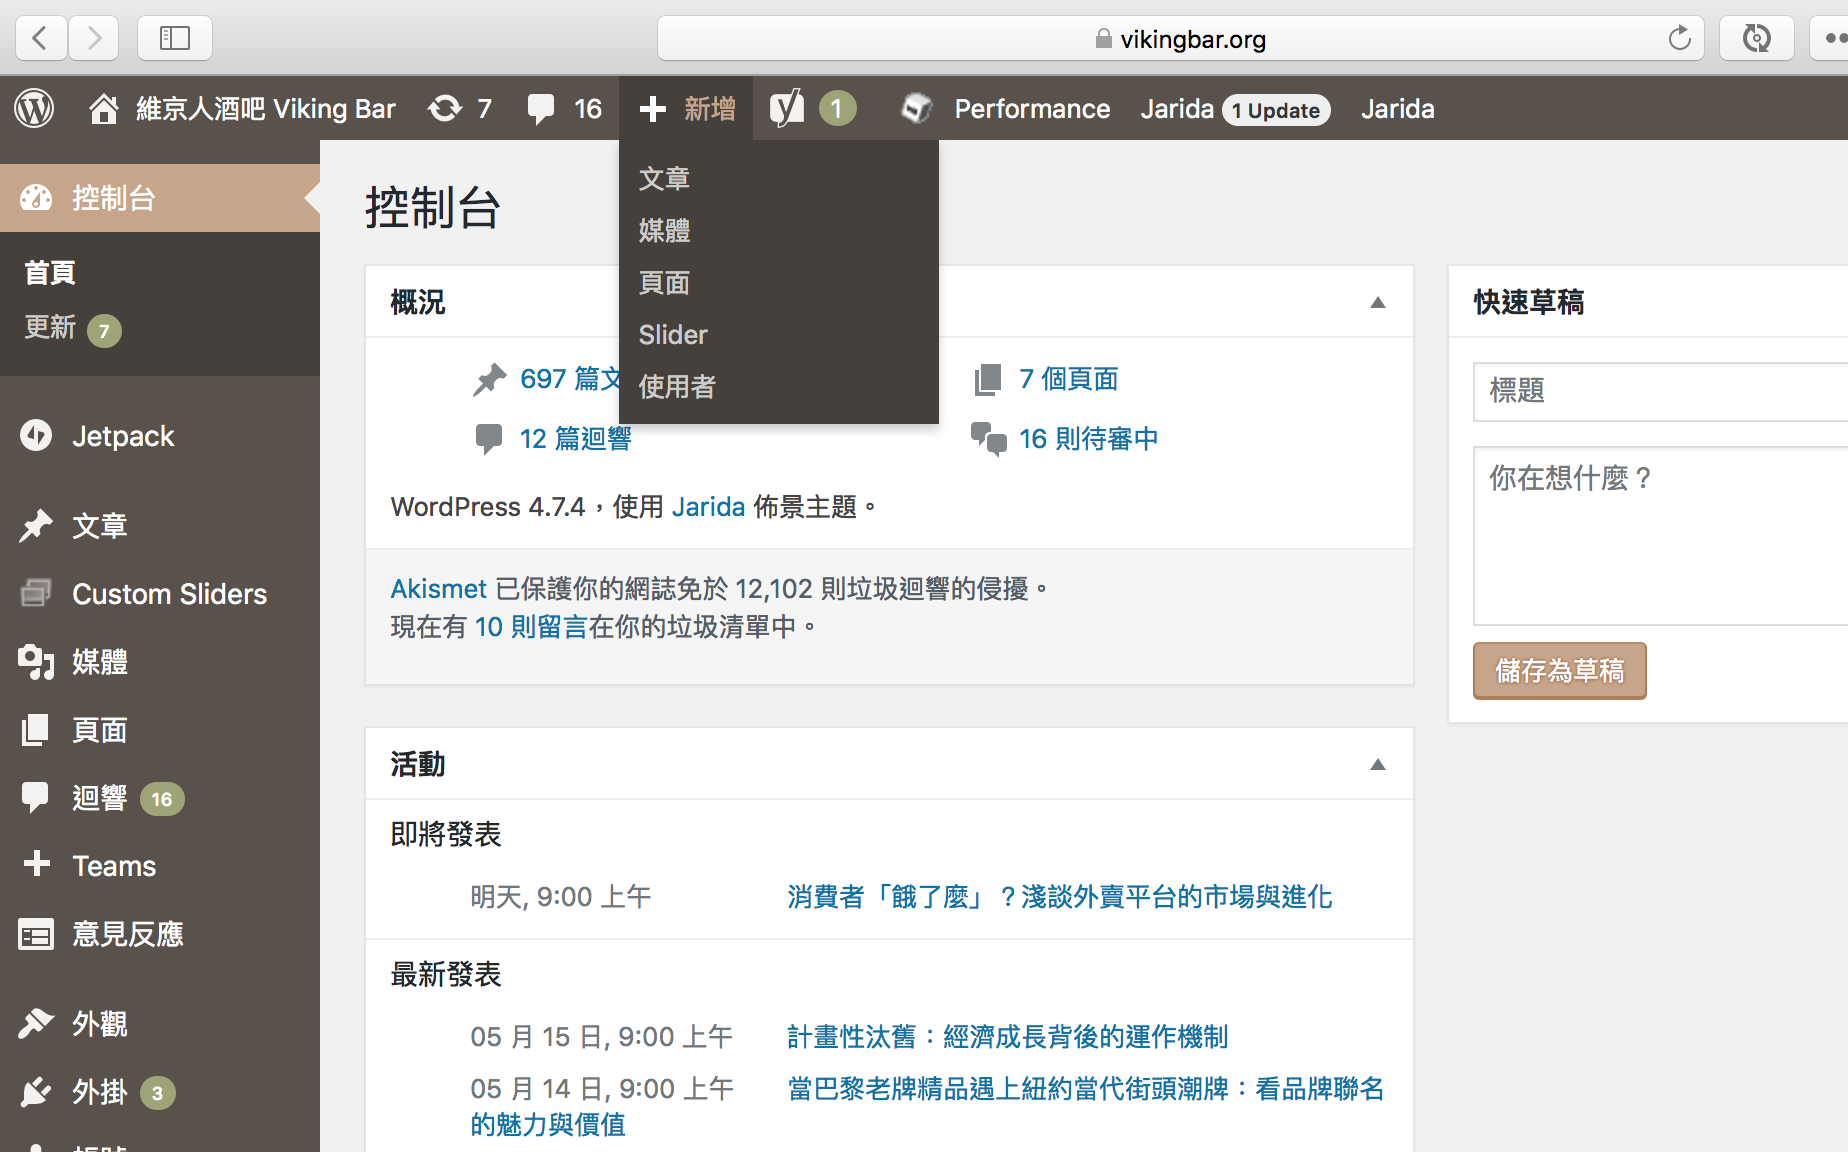 vikingbar.org
維京人酒吧 Viking Bar 7 16 新增 1 Performance Jarida 1 Update Jarida
文章
媒體
頁面
Slider
使用者
控制台
首頁
更新 7
Jetpack
文章
Custom Sliders
媒體
頁面
迴響 16
Teams
意見反應
外觀
外掛 3
控制台
概況
697 篇文
7 個頁面
12 篇迴響
16 則待審中
WordPress 4.7.4，使用 Jarida 佈景主題。
Akismet 已保護你的網誌免於 12,102 則垃圾迴響的侵擾。
現在有 10 則留言在你的垃圾清單中。
活動
即將發表
明天, 9:00 上午 消費者「餓了麼」？淺談外賣平台的市場與進化
最新發表
05 月 15 日, 9:00 上午 計畫性汰舊：經濟成長背後的運作機制
05 月 14 日, 9:00 上午 當巴黎老牌精品遇上紐約當代街頭潮牌：看品牌聯名
的魅力與價值
快速草稿
標題
你在想什麼？
儲存為草稿